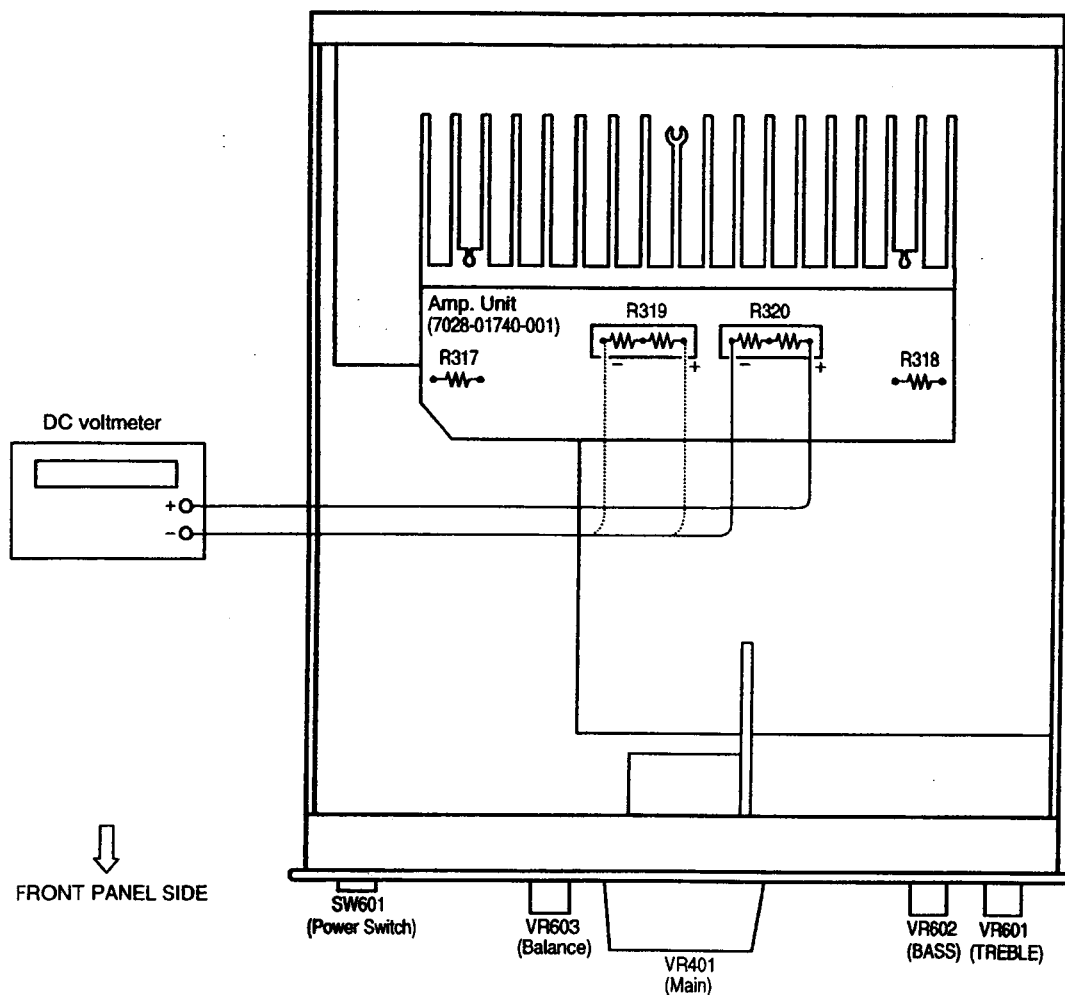 Amp. Unit
(7028-01740-001)
R319
R320
R317
R318
–
+
–
+
DC voltmeter
+
–
FRONT PANEL SIDE
SW601
(Power Switch)
VR603
(Balance)
VR401
(Main)
VR602
(BASS)
VR601
(TREBLE)